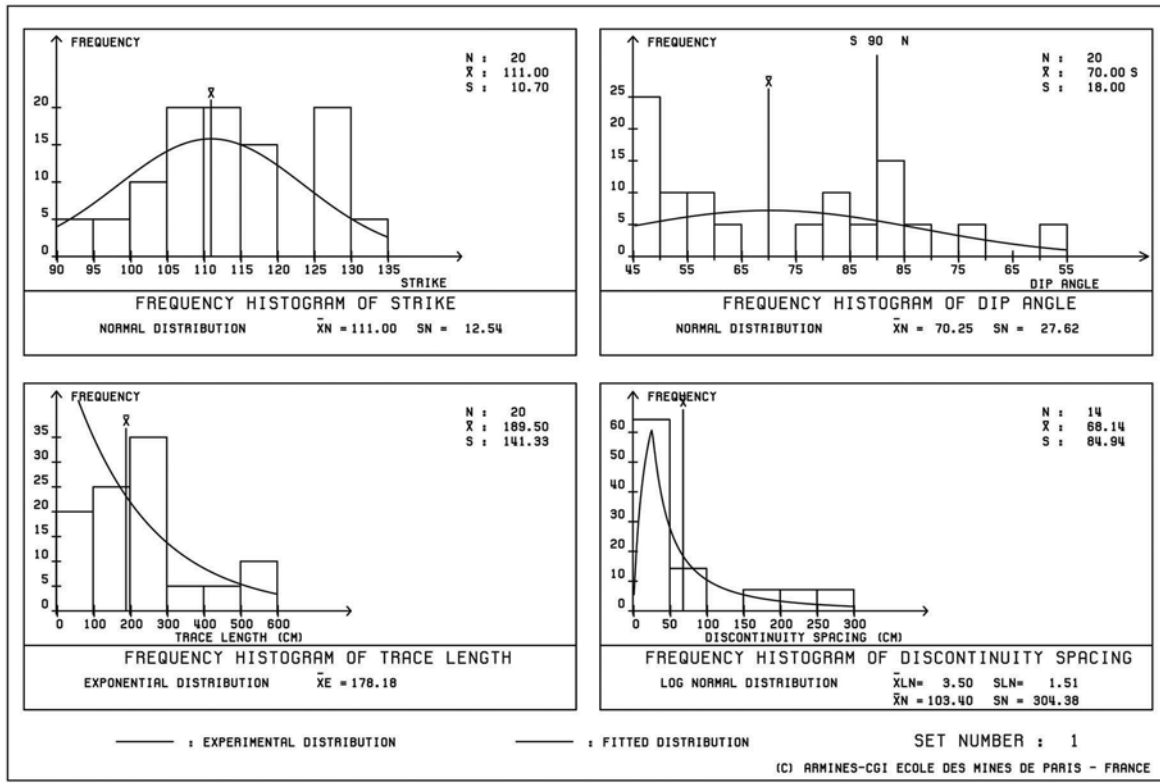 FREQUENCY
N : 20
X̄ : 111.00
S : 10.70
X̄
20
15
10
5
0
90 95 100 105 110 115 120 125 130 135
STRIKE
FREQUENCY HISTOGRAM OF STRIKE
NORMAL DISTRIBUTION X̄N = 111.00 SN = 12.54
FREQUENCY
S 90 N
N : 20
X̄ : 70.00 S
S : 18.00
X̄
25
20
15
10
5
0
45 55 65 75 85 85 75 65 55
DIP ANGLE
FREQUENCY HISTOGRAM OF DIP ANGLE
NORMAL DISTRIBUTION X̄N = 70.25 SN = 27.62
FREQUENCY
N : 20
X̄ : 189.50
S : 141.33
X̄
35
30
25
20
15
10
5
0
0 100 200 300 400 500 600
TRACE LENGTH (CM)
FREQUENCY HISTOGRAM OF TRACE LENGTH
EXPONENTIAL DISTRIBUTION X̄E = 178.18
FREQUENCY
N : 14
X̄ : 68.14
S : 84.94
X̄
60
50
40
30
20
10
0
0 50 100 150 200 250 300
DISCONTINUITY SPACING (CM)
FREQUENCY HISTOGRAM OF DISCONTINUITY SPACING
LOG NORMAL DISTRIBUTION X̄LN= 3.50 SLN= 1.51
X̄N = 103.40 SN = 304.38
: EXPERIMENTAL DISTRIBUTION
: FITTED DISTRIBUTION
SET NUMBER : 1
(C) ARMINES-CGI ECOLE DES MINES DE PARIS - FRANCE